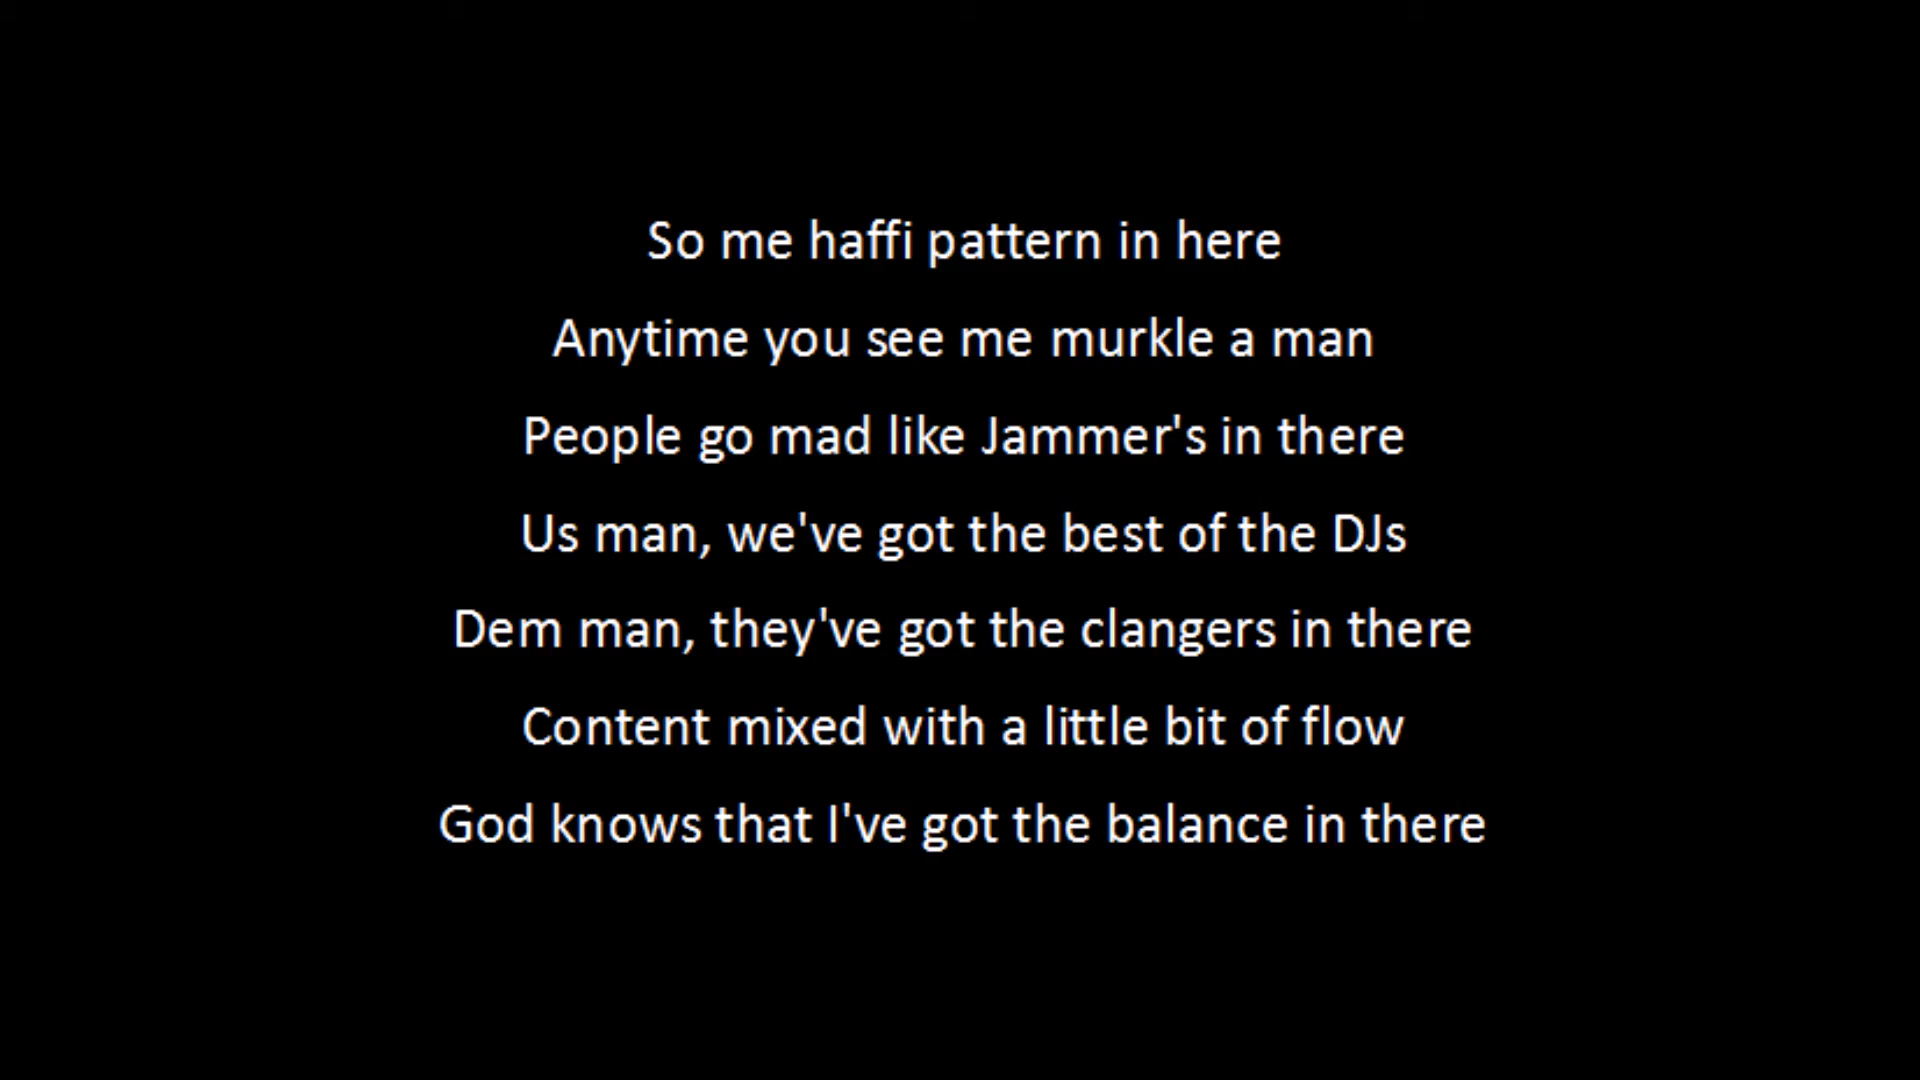 So me haffi pattern in here
Anytime you see me murkle a man
People go mad like Jammer's in there
Us man, we've got the best of the DJs
Dem man, they've got the clangers in there
Content mixed with a little bit of flow
God knows that I've got the balance in there